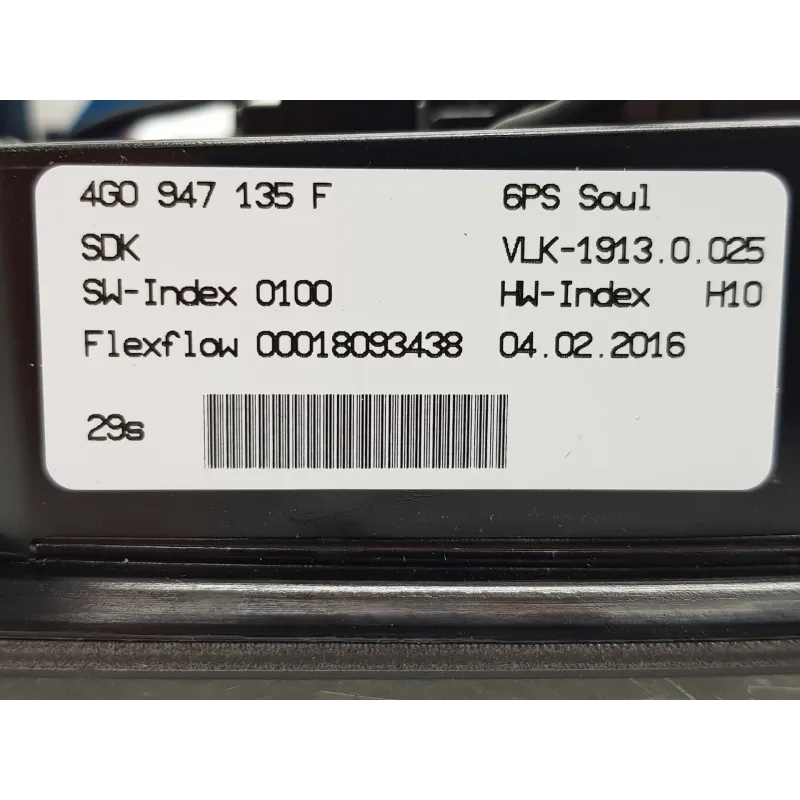 4G0 947 135 F 6PS Soul
SDK VLK-1913.0.025
SW-Index 0100 HW-Index H10
Flexflow 00018093438 04.02.2016
29s